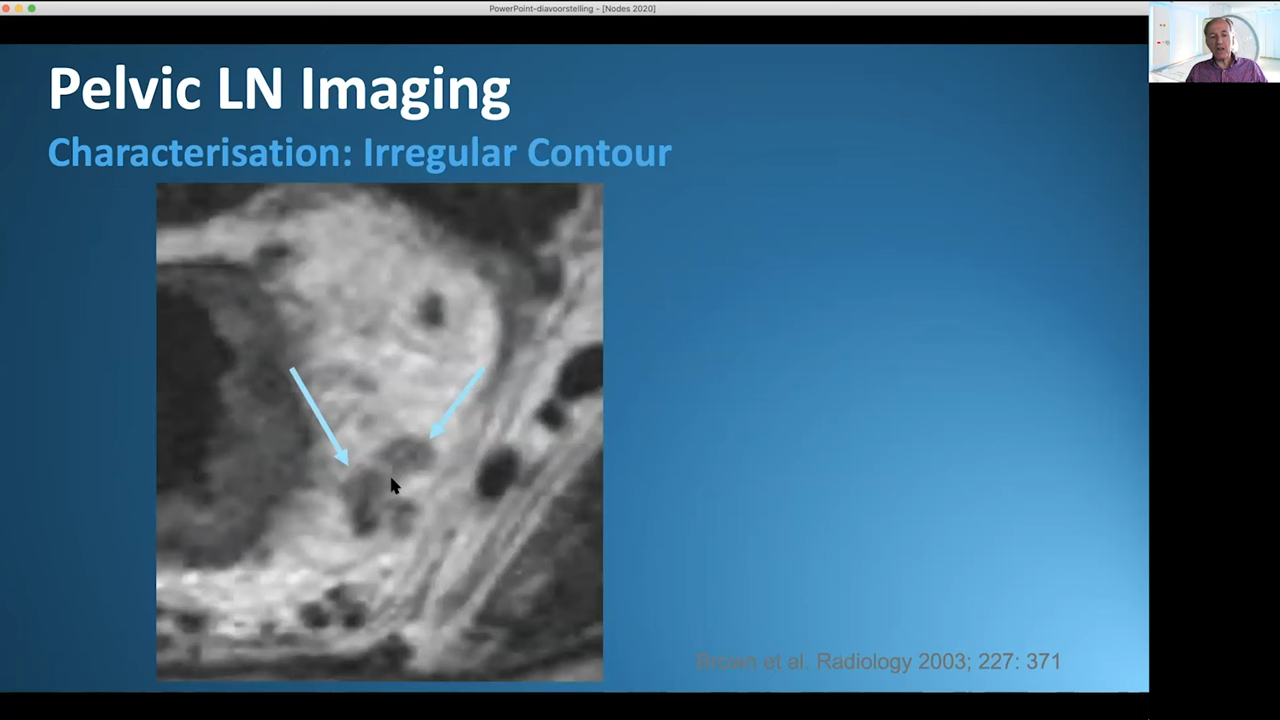 PowerPoint-diavoorstelling - [Nodes 2020]
Pelvic LN Imaging
Characterisation: Irregular Contour
Brown et al. Radiology 2003; 227: 371